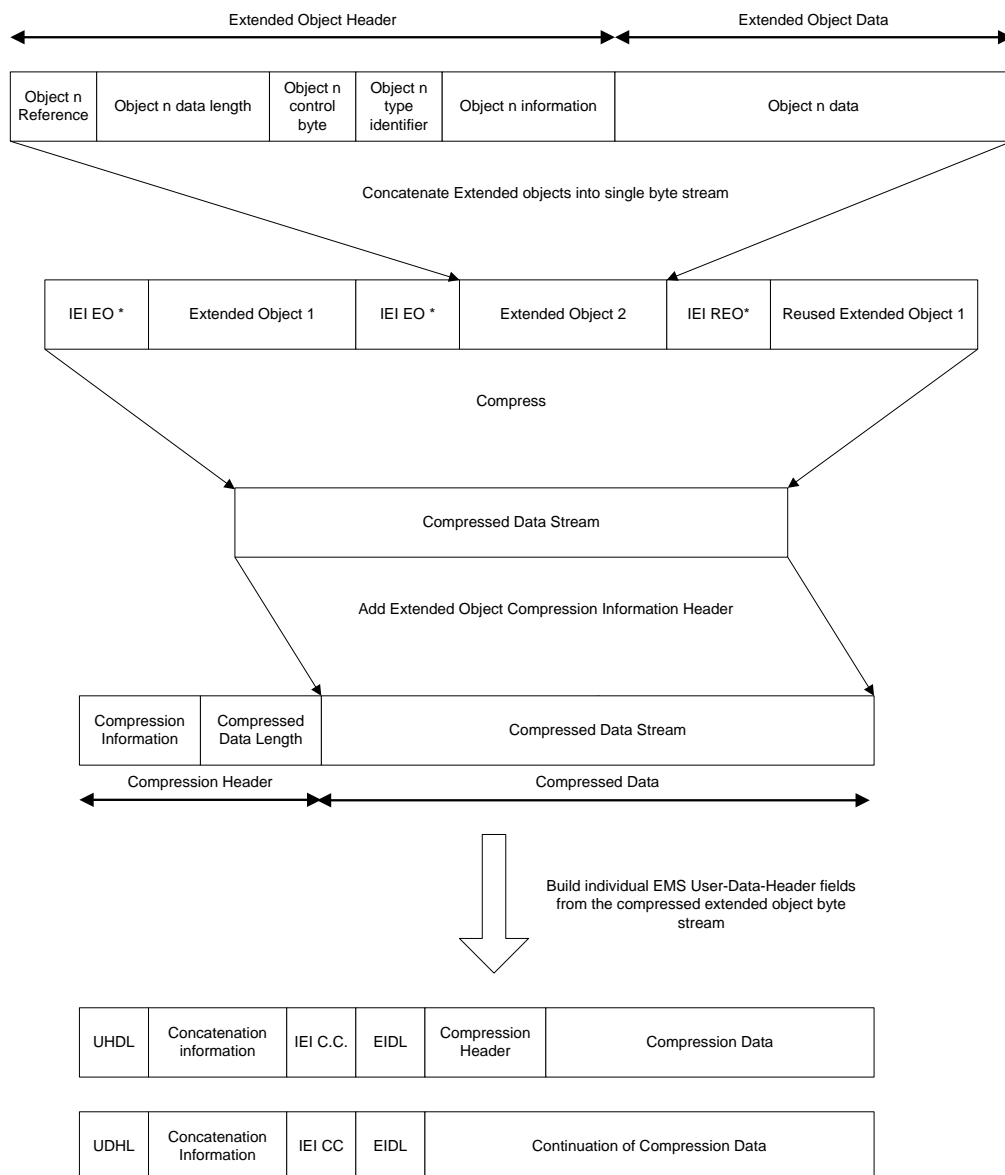 Extended Object Header
Extended Object Data
Object n
Reference
Object n data length
Object n
control
byte
Object n
type
identifier
Object n information
Object n data
Concatenate Extended objects into single byte stream
IEI EO *
Extended Object 1
IEI EO *
Extended Object 2
IEI REO*
Reused Extended Object 1
Compress
Compressed Data Stream
Add Extended Object Compression Information Header
Compression
Information
Compressed
Data Length
Compressed Data Stream
Compression Header
Compressed Data
Build individual EMS User-Data-Header fields
from the compressed extended object byte
stream
UHDL
Concatenation
information
IEI C.C.
EIDL
Compression
Header
Compression Data
UDHL
Concatenation
Information
IEI CC
EIDL
Continuation of Compression Data